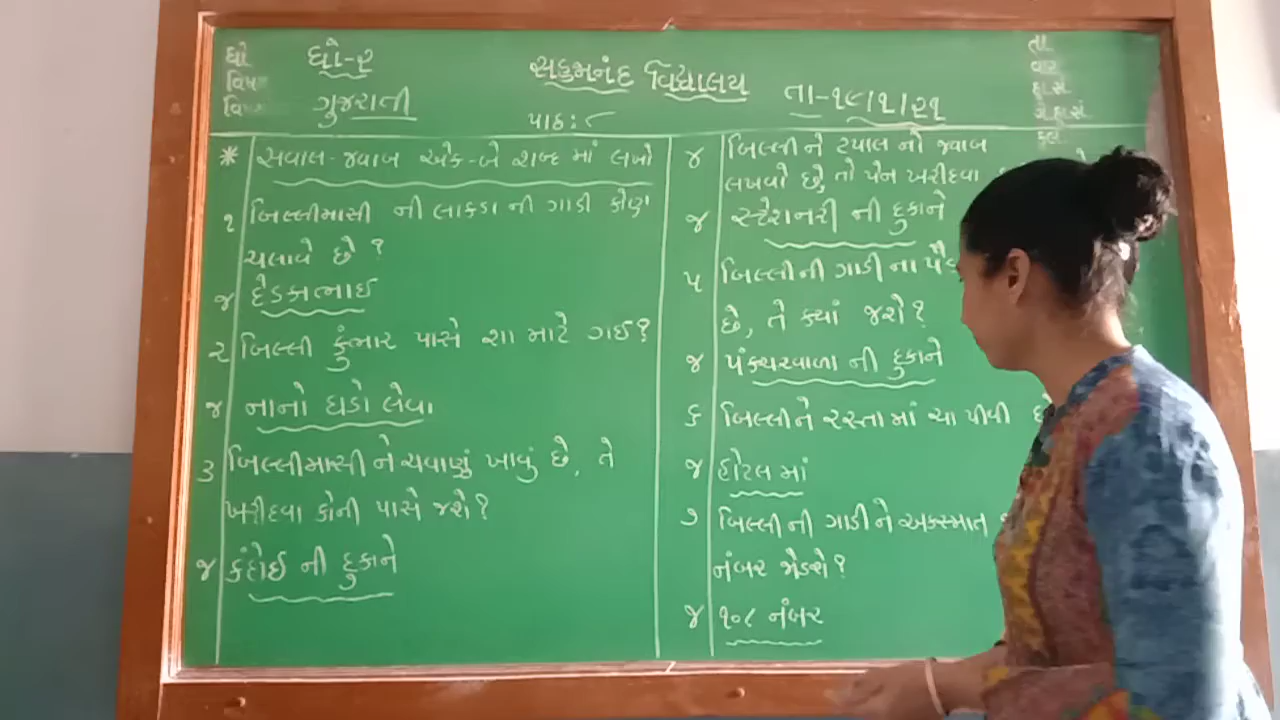 ધો
વિષ
વિષ
ધો-૨
ગુજરાતી
સહજાનંદ વિદ્યાલય
પાઠ: ૮
તા-૧૯/૧/૨૧
તા
વાર
હા.સં.
ગે.હા.સં.
કુલ
* સવાલ-જવાબ એક-બે શબ્દ માં લખો
૧ બિલ્લીમાસી ની લાકડા ની ગાડી કોણ
ચલાવે છે ?
જ દેડકાભાઈ
૨ બિલ્લી કુંભાર પાસે શા માટે ગઈ ?
જ નાનો ઘડો લેવા
૩ બિલ્લીમાસી ને ચવાણું ખાવું છે, તે
ખરીદવા કોની પાસે જશે ?
જ કંદોઈ ની દુકાને
૪ બિલ્લીને ટપાલ નો જવાબ
લખવો છે, તો પેન ખરીદવા
જ સ્ટેશનરી ની દુકાને
૫ બિલ્લીની ગાડી ના
છે, તે ક્યાં જશે ?
જ પંક્ચરવાળા ની દુકાને
૬ બિલ્લીને રસ્તા માં ચા પીવી
જ હોટલ માં
૭ બિલ્લી ની ગાડી ને અકસ્માત
નંબર જોડશે ?
જ ૧૦૮ નંબર